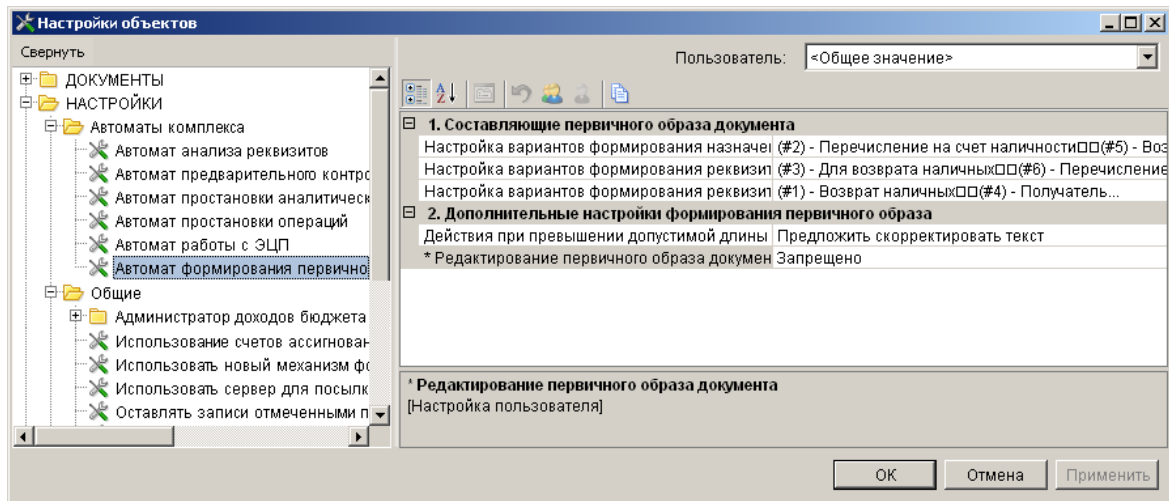 Настройки объектов
Свернуть
Пользователь: <Общее значение>
ДОКУМЕНТЫ
НАСТРОЙКИ
Автоматы комплекса
Автомат анализа реквизитов
Автомат предварительного контро
Автомат простановки аналитическ
Автомат простановки операций
Автомат работы с ЭЦП
Автомат формирования первично
Общие
Администратор доходов бюджета
Использование счетов ассигнован
Использовать новый механизм фо
Использовать сервер для посылк
Оставлять записи отмеченными п
1. Составляющие первичного образа документа
Настройка вариантов формирования назначе (#2) - Перечисление на счет наличности□□(#5) - Воз
Настройка вариантов формирования реквизит (#3) - Для возврата наличных□□(#6) - Перечисление
Настройка вариантов формирования реквизит (#1) - Возврат наличных□□(#4) - Получатель...
2. Дополнительные настройки формирования первичного образа
Действия при превышении допустимой длины Предложить скорректировать текст
* Редактирование первичного образа докумен Запрещено
* Редактирование первичного образа документа
[Настройка пользователя]
ОК Отмена Применить